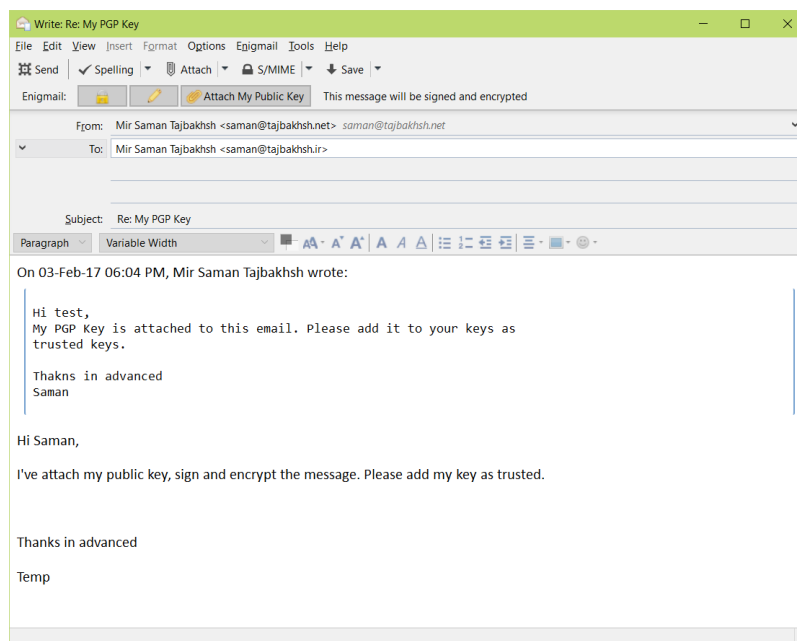 Write: Re: My PGP Key
File Edit View Insert Format Options Enigmail Tools Help
Send Spelling Attach S/MIME Save
Enigmail: Attach My Public Key This message will be signed and encrypted
From: Mir Saman Tajbakhsh <saman@tajbakhsh.net> saman@tajbakhsh.net
To: Mir Saman Tajbakhsh <saman@tajbakhsh.ir>
Subject: Re: My PGP Key
Paragraph Variable Width
On 03-Feb-17 06:04 PM, Mir Saman Tajbakhsh wrote:
Hi test,
My PGP Key is attached to this email. Please add it to your keys as
trusted keys.
Thakns in advanced
Saman
Hi Saman,
I've attach my public key, sign and encrypt the message. Please add my key as trusted.
Thanks in advanced
Temp